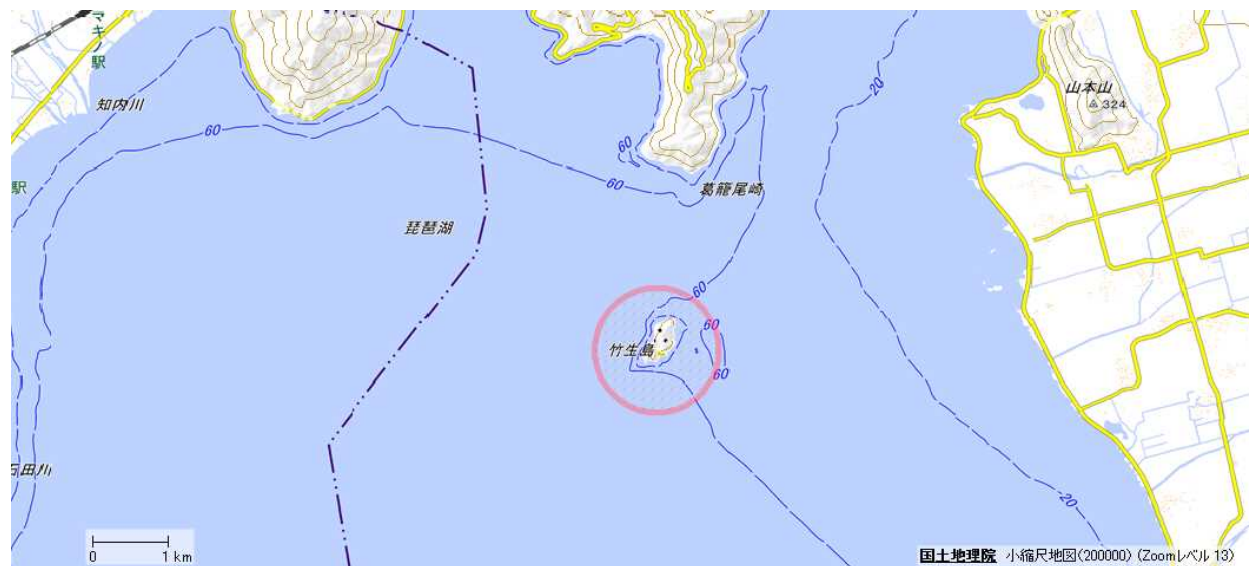 マキノ駅
知内川
駅
60
60
60
20
山本山
324
葛籠尾崎
琵琶湖
60
60
60
竹生島
石田川
20
0 1 km
国土地理院 小縮尺地図(200000) (Zoomレベル 13)